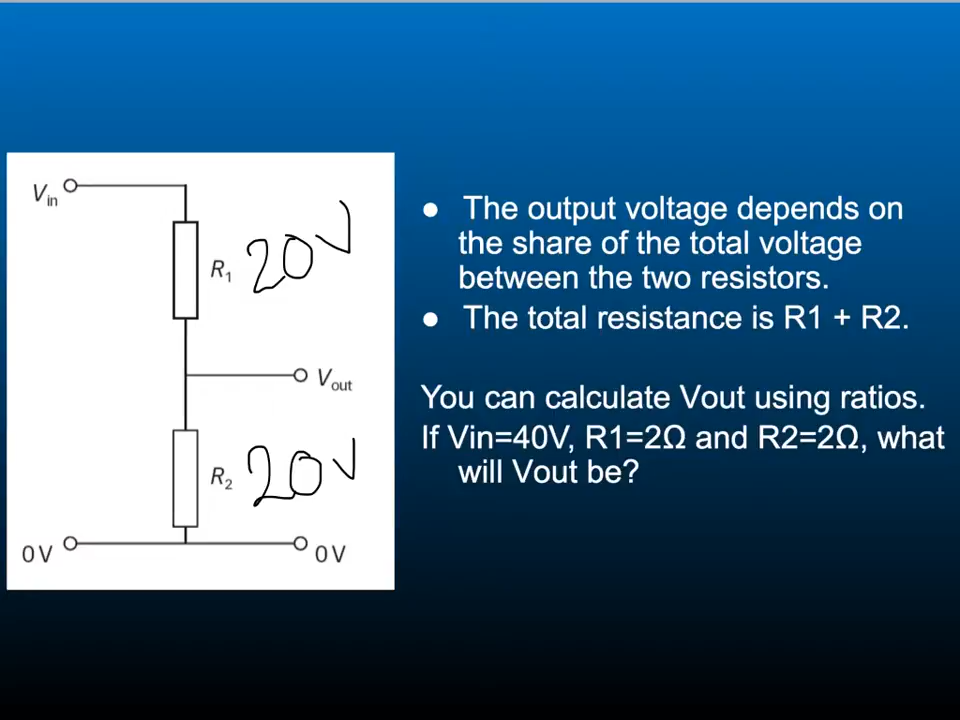 Vin
R1 20V
Vout
R2 20V
0V
0V
● The output voltage depends on
the share of the total voltage
between the two resistors.
● The total resistance is R1 + R2.
You can calculate Vout using ratios.
If Vin=40V, R1=2Ω and R2=2Ω, what
will Vout be?